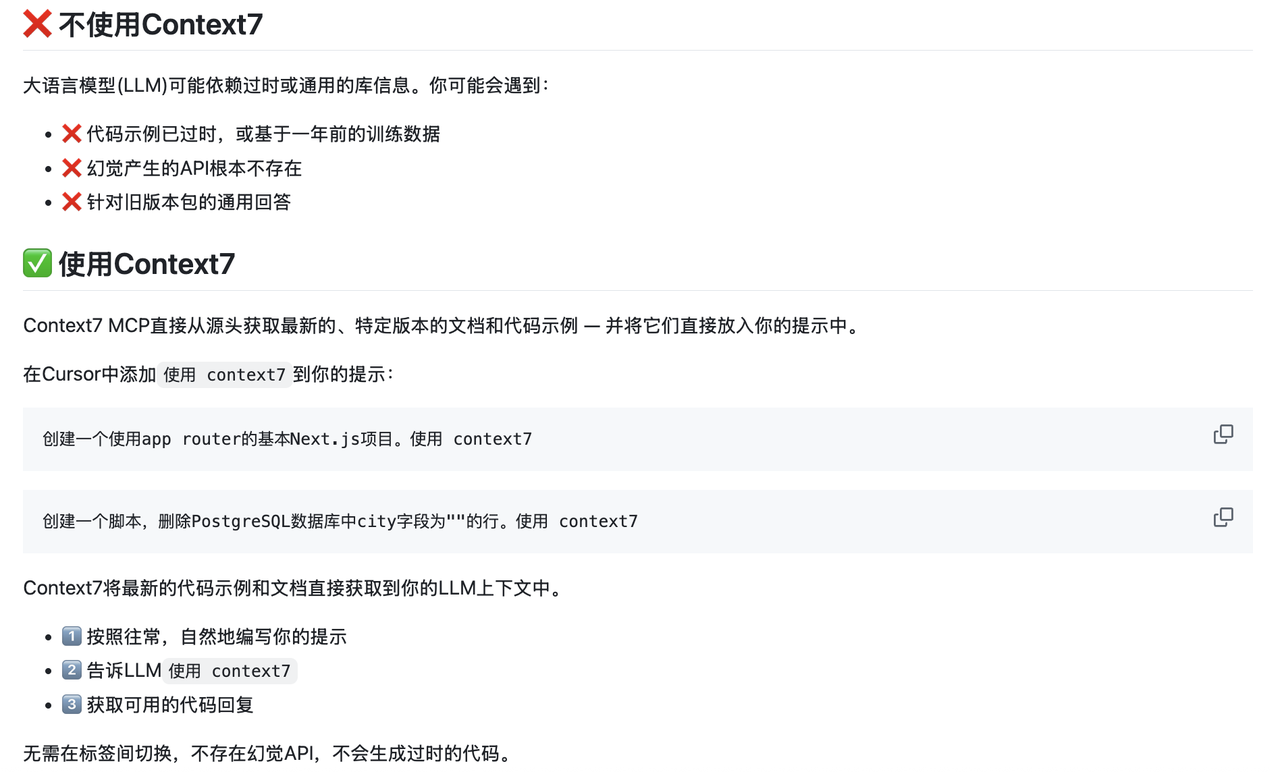 ❌ 不使用Context7
大语言模型(LLM)可能依赖过时或通用的库信息。你可能会遇到：
• ❌ 代码示例已过时，或基于一年前的训练数据
• ❌ 幻觉产生的API根本不存在
• ❌ 针对旧版本包的通用回答
✅ 使用Context7
Context7 MCP直接从源头获取最新的、特定版本的文档和代码示例 — 并将它们直接放入你的提示中。
在Cursor中添加 使用 context7 到你的提示：
创建一个使用app router的基本Next.js项目。使用 context7
创建一个脚本，删除PostgreSQL数据库中city字段为""的行。使用 context7
Context7将最新的代码示例和文档直接获取到你的LLM上下文中。
• 1️⃣ 按照往常，自然地编写你的提示
• 2️⃣ 告诉LLM 使用 context7
• 3️⃣ 获取可用的代码回复
无需在标签间切换，不存在幻觉API，不会生成过时的代码。